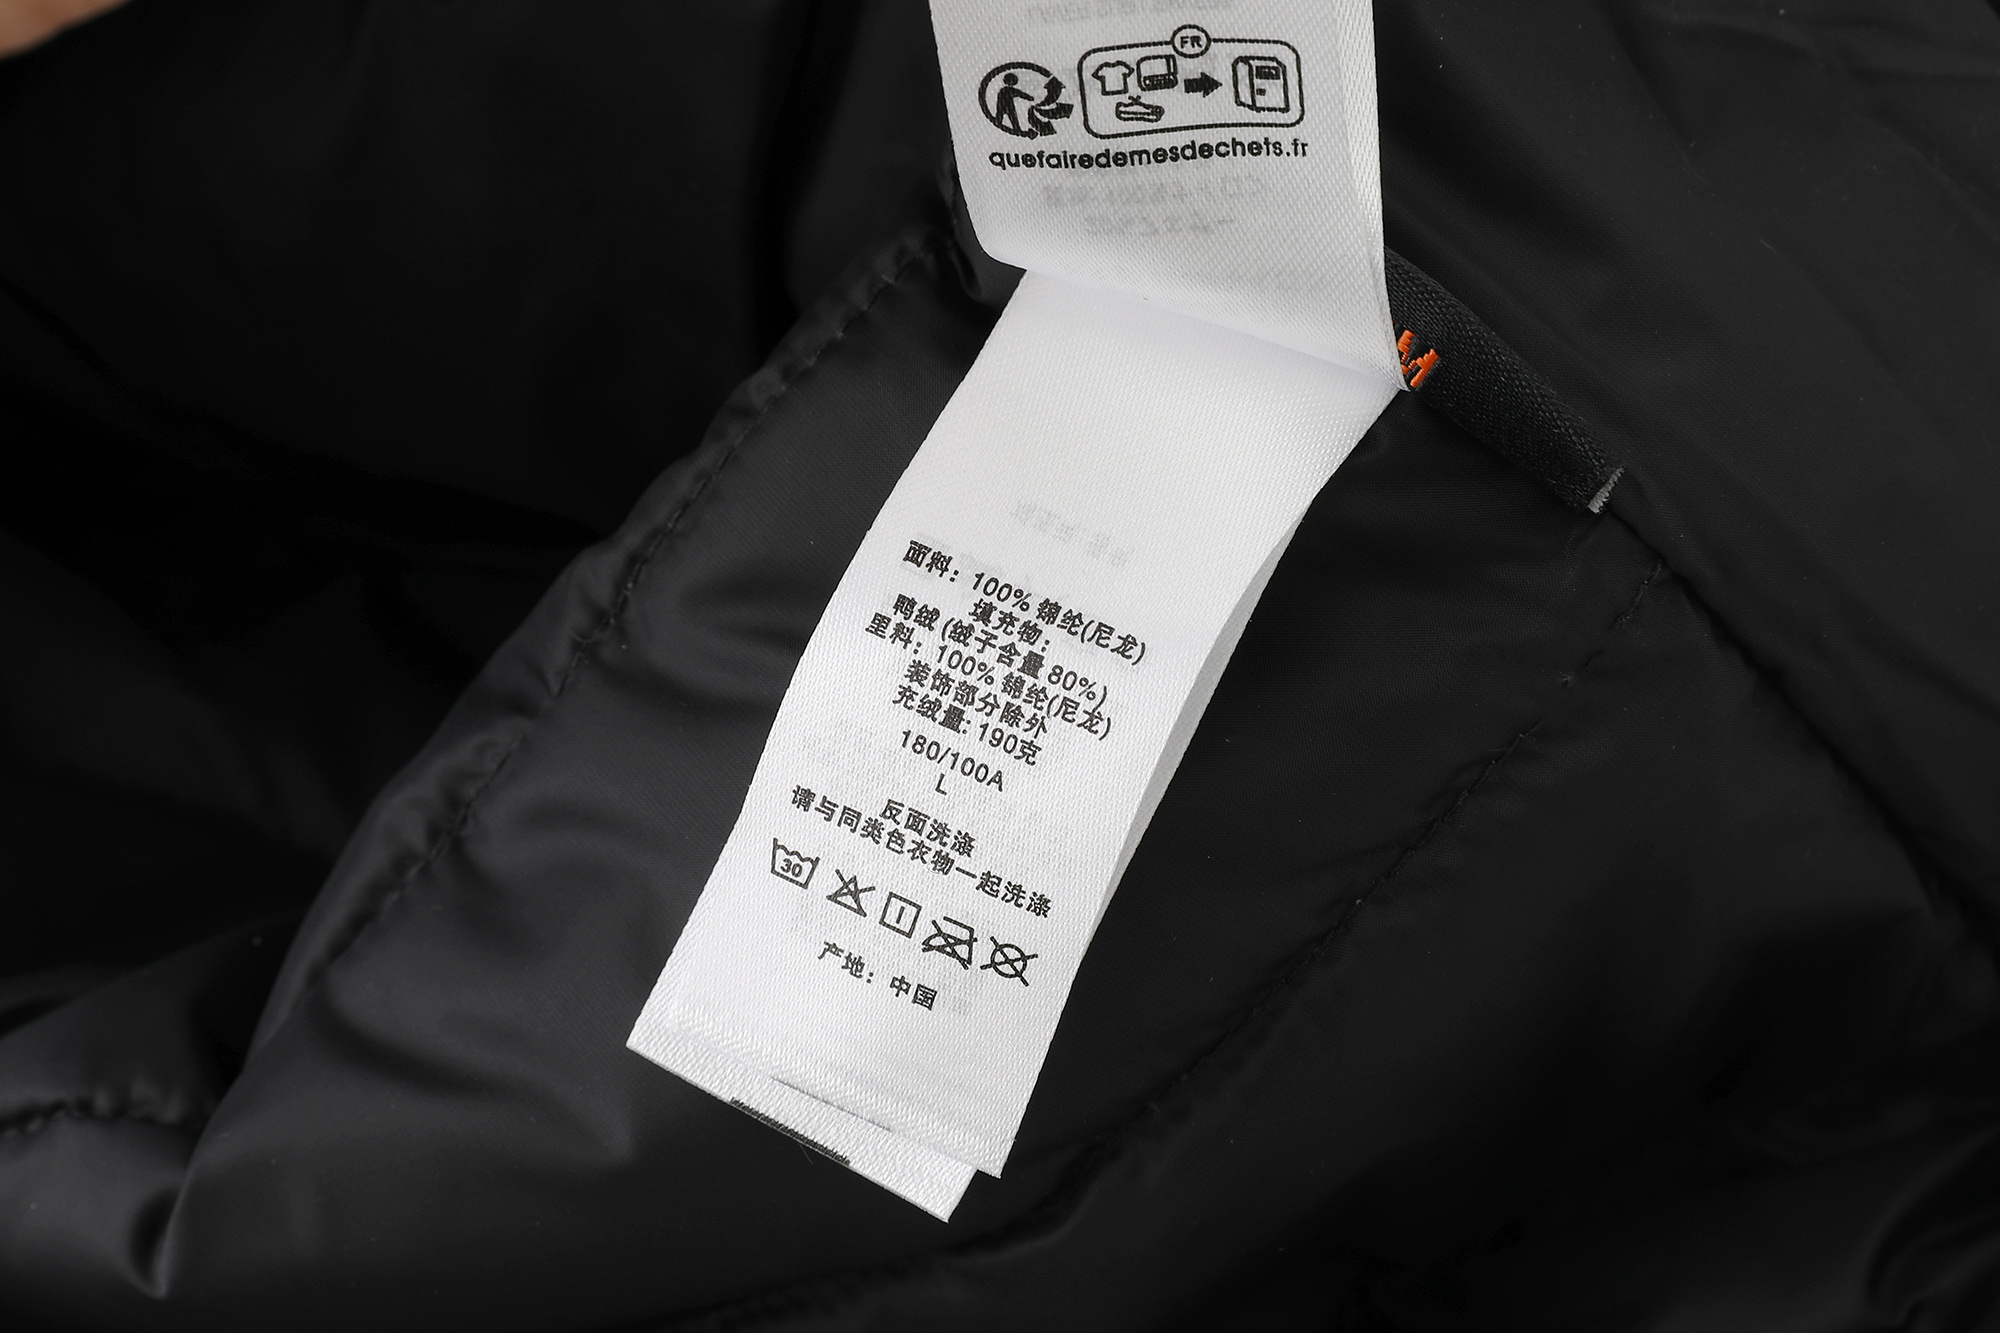 FR
quefairedemesdechets.fr
M
面料：100% 锦纶(尼龙)
填充物：
鸭绒 (绒子含量 80%)
里料：100% 锦纶(尼龙)
装饰部分除外
充绒量: 190克
180/100A
L
反面洗涤
请与同类色衣物一起洗涤
30
产地：中国